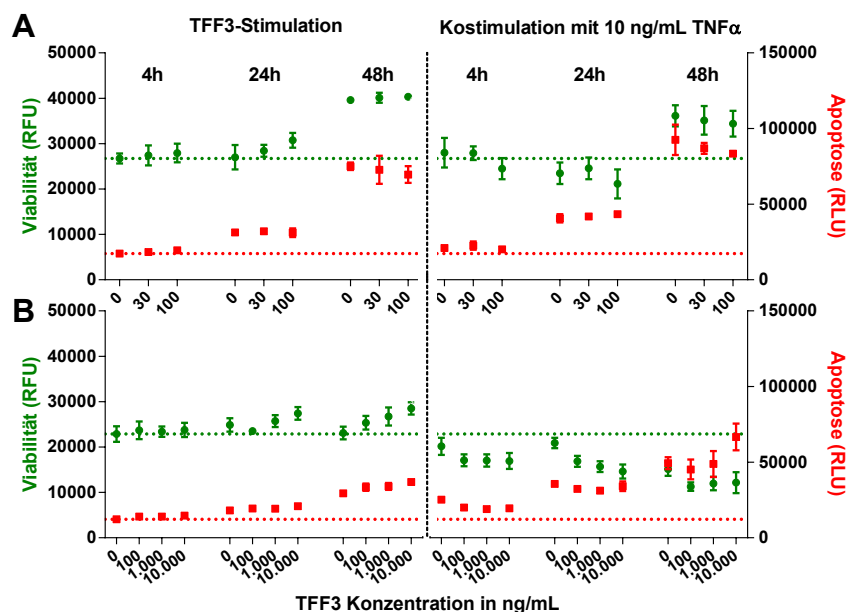 A
TFF3-Stimulation
Kostimulation mit 10 ng/mL TNFα
50000
40000
30000
20000
10000
0
Viabilität (RFU)
4h
24h
48h
4h
24h
48h
150000
100000
50000
0
Apoptose (RLU)
0 30 100 0 30 100 0 30 100
0 30 100 0 30 100 0 30 100
B
50000
40000
30000
20000
10000
0
Viabilität (RFU)
150000
100000
50000
0
Apoptose (RLU)
0 100 1.000 10.000 0 100 1.000 10.000 0 100 1.000 10.000
0 100 1.000 10.000 0 100 1.000 10.000 0 100 1.000 10.000
TFF3 Konzentration in ng/mL